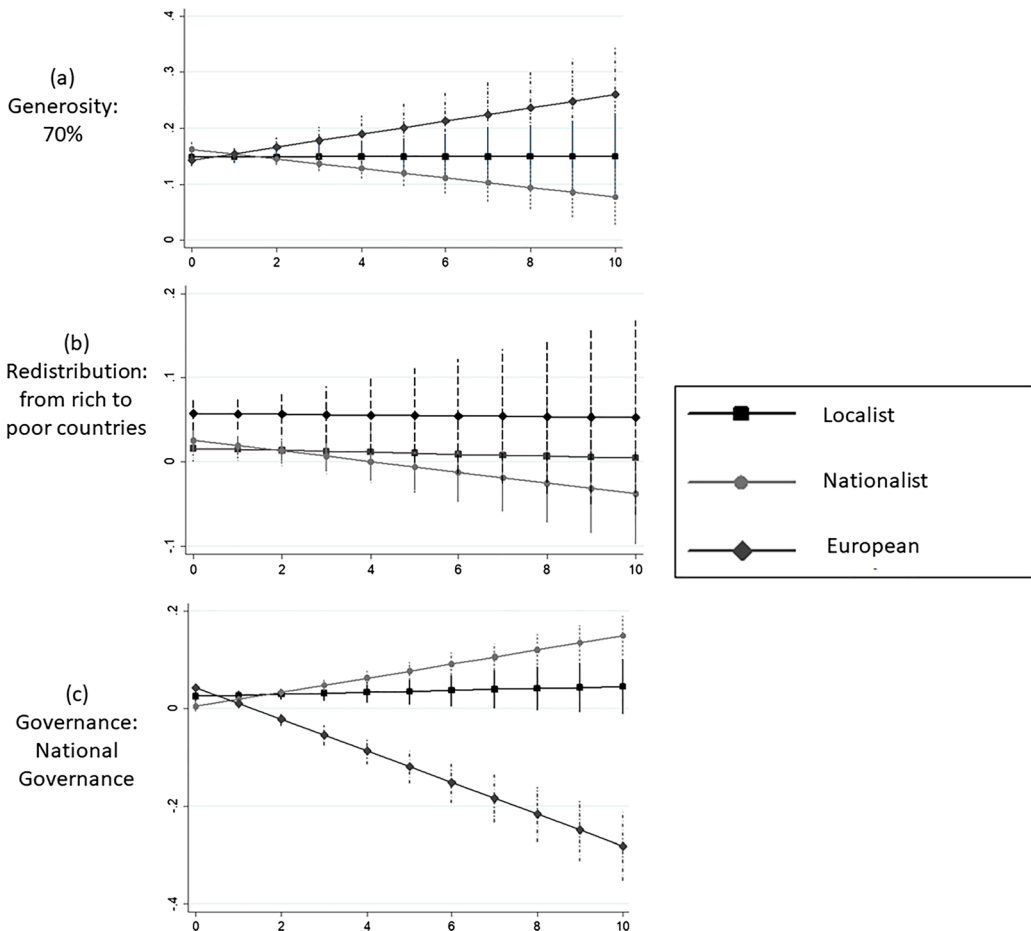 (a)
Generosity:
70%
.4
.3
.2
.1
0
0 2 4 6 8 10
(b)
Redistribution:
from rich to
poor countries
.2
.1
0
-.1
0 2 4 6 8 10
(c)
Governance:
National
Governance
.2
0
-.2
-.4
0 2 4 6 8 10
Localist
Nationalist
European